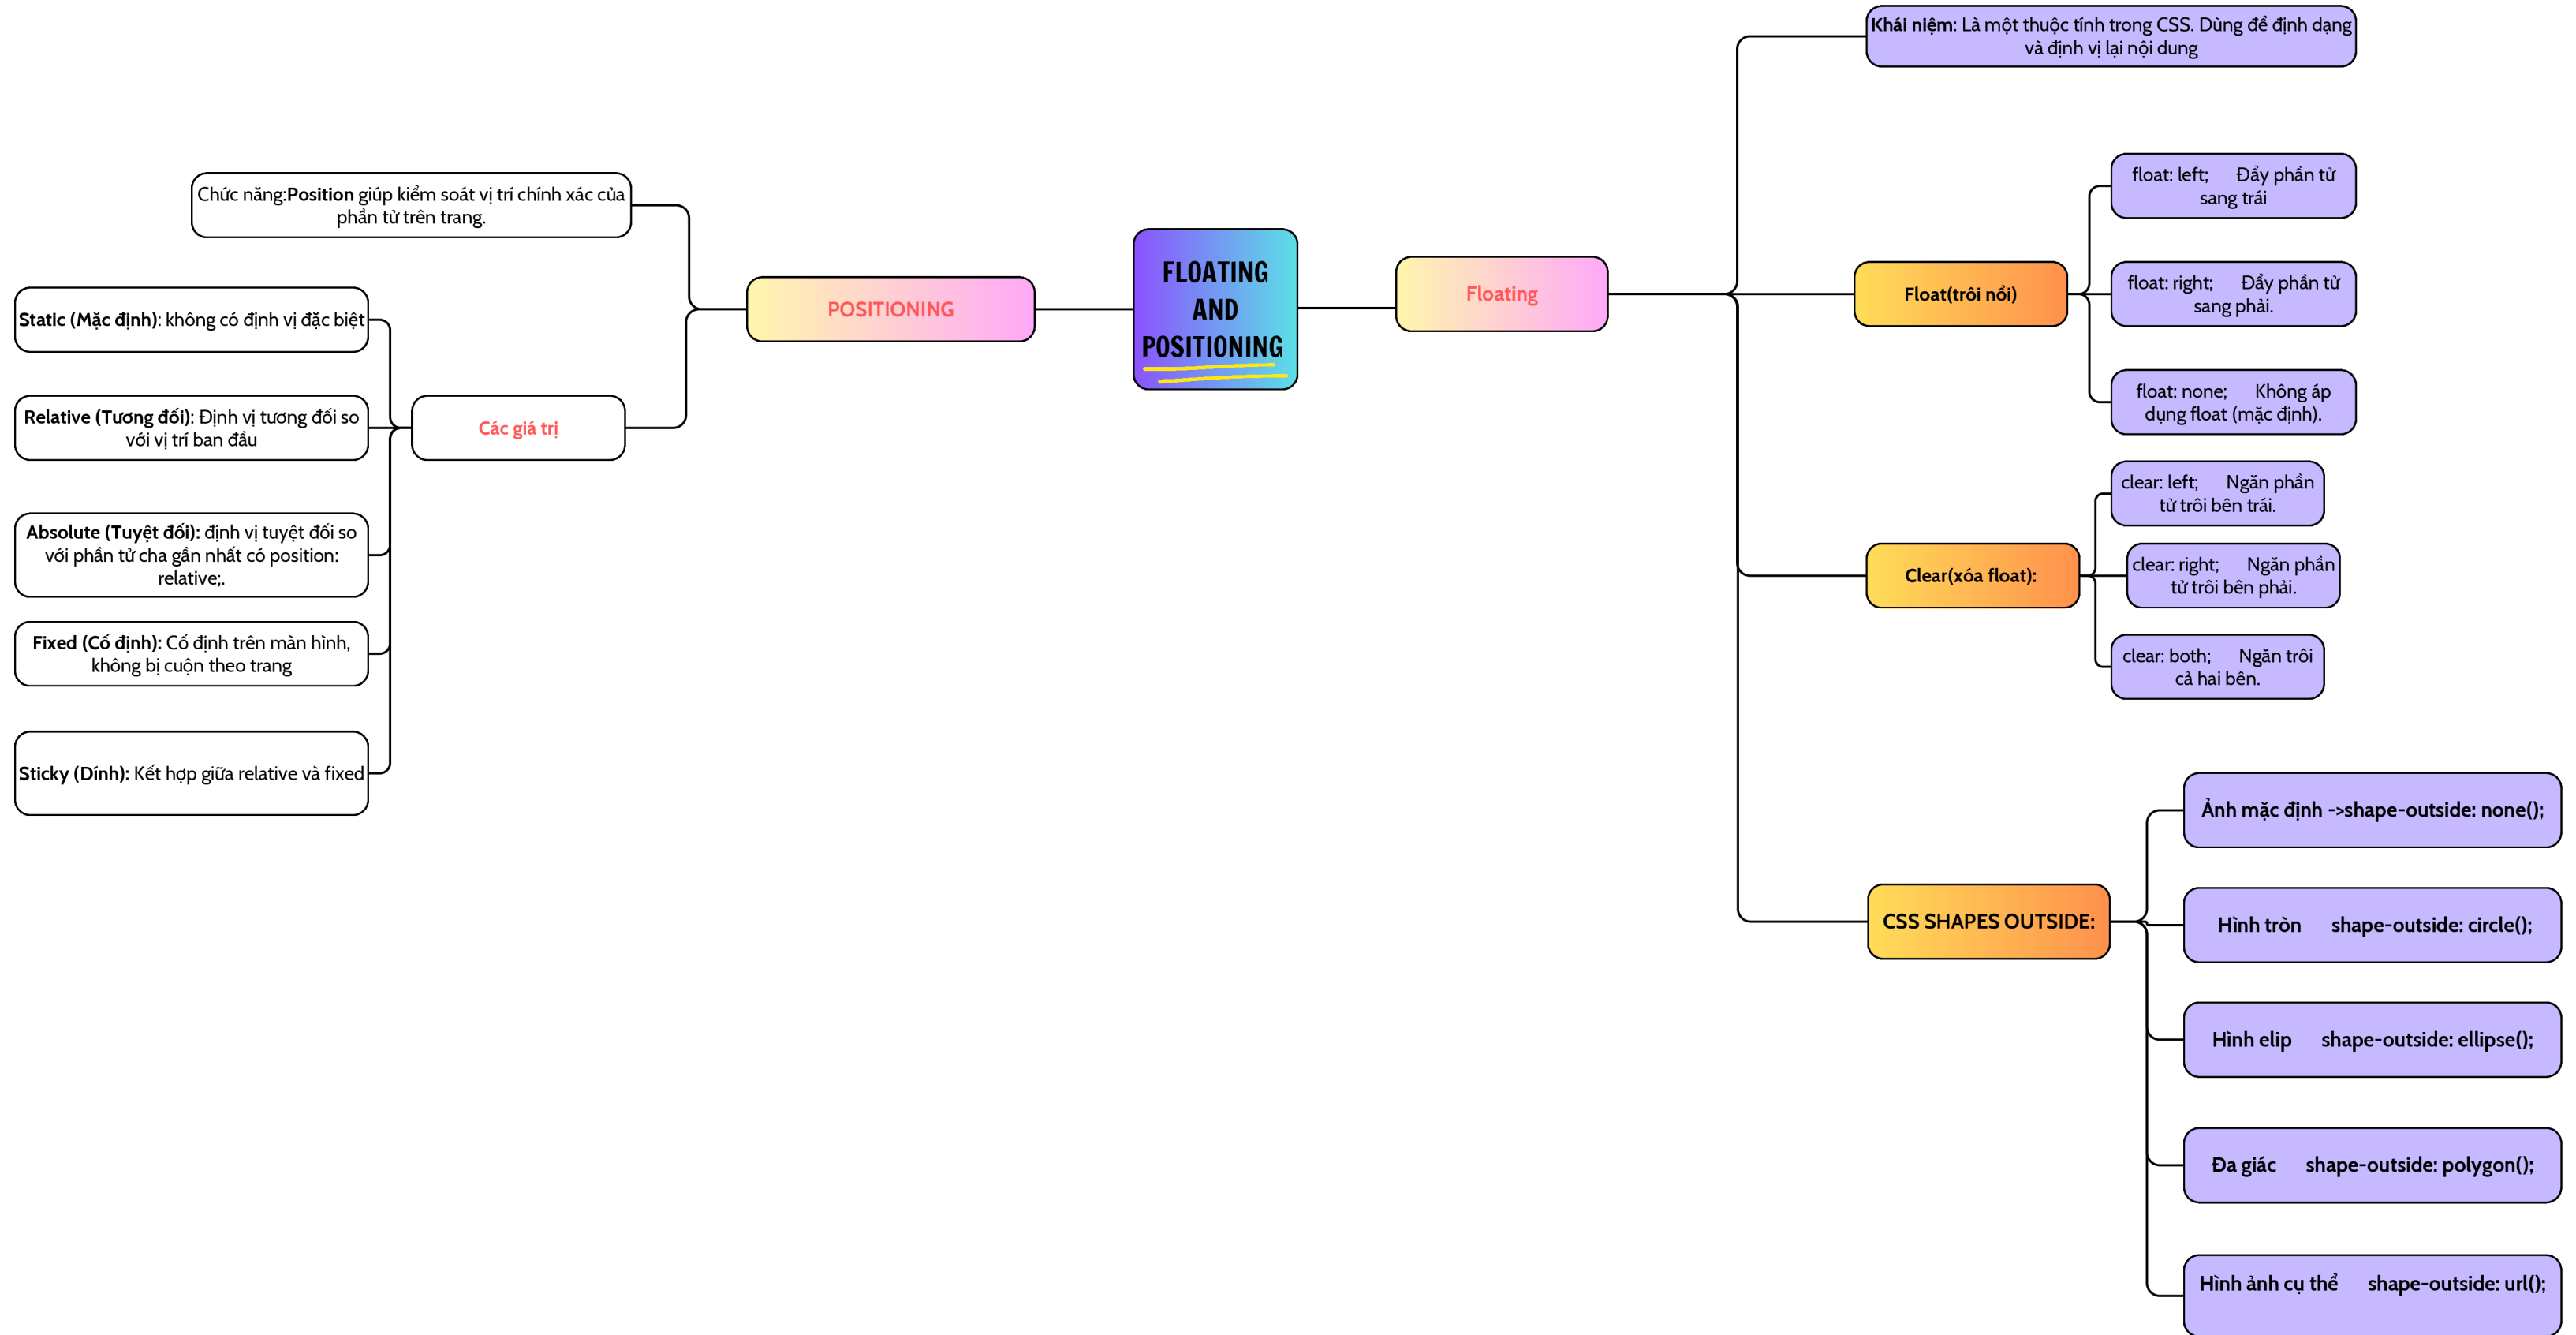 FLOATING
AND
POSITIONING
POSITIONING
Chức năng:Position giúp kiểm soát vị trí chính xác của
phần tử trên trang.
Các giá trị
Static (Mặc định): không có định vị đặc biệt
Relative (Tương đối): Định vị tương đối so
với vị trí ban đầu
Absolute (Tuyệt đối): định vị tuyệt đối so
với phần tử cha gần nhất có position:
relative;.
Fixed (Cố định): Cố định trên màn hình,
không bị cuộn theo trang
Sticky (Dính): Kết hợp giữa relative và fixed
Floating
Khái niệm: Là một thuộc tính trong CSS. Dùng để định dạng
và định vị lại nội dung
Float(trôi nổi)
float: left; Đẩy phần tử
sang trái
float: right; Đẩy phần tử
sang phải.
float: none; Không áp
dụng float (mặc định).
Clear(xóa float):
clear: left; Ngăn phần
tử trôi bên trái.
clear: right; Ngăn phần
tử trôi bên phải.
clear: both; Ngăn trôi
cả hai bên.
CSS SHAPES OUTSIDE:
Ảnh mặc định ->shape-outside: none();
Hình tròn shape-outside: circle();
Hình elip shape-outside: ellipse();
Đa giác shape-outside: polygon();
Hình ảnh cụ thể shape-outside: url();